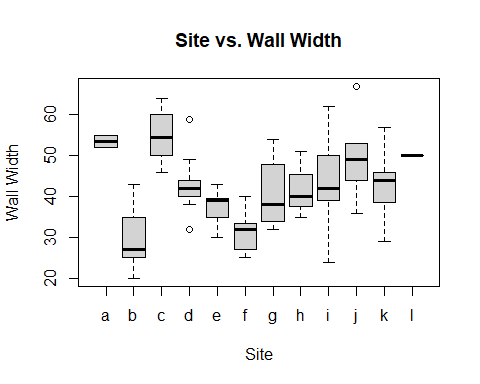 Site vs. Wall Width
Wall Width
60
50
40
30
20
a b c d e f g h i j k l
Site